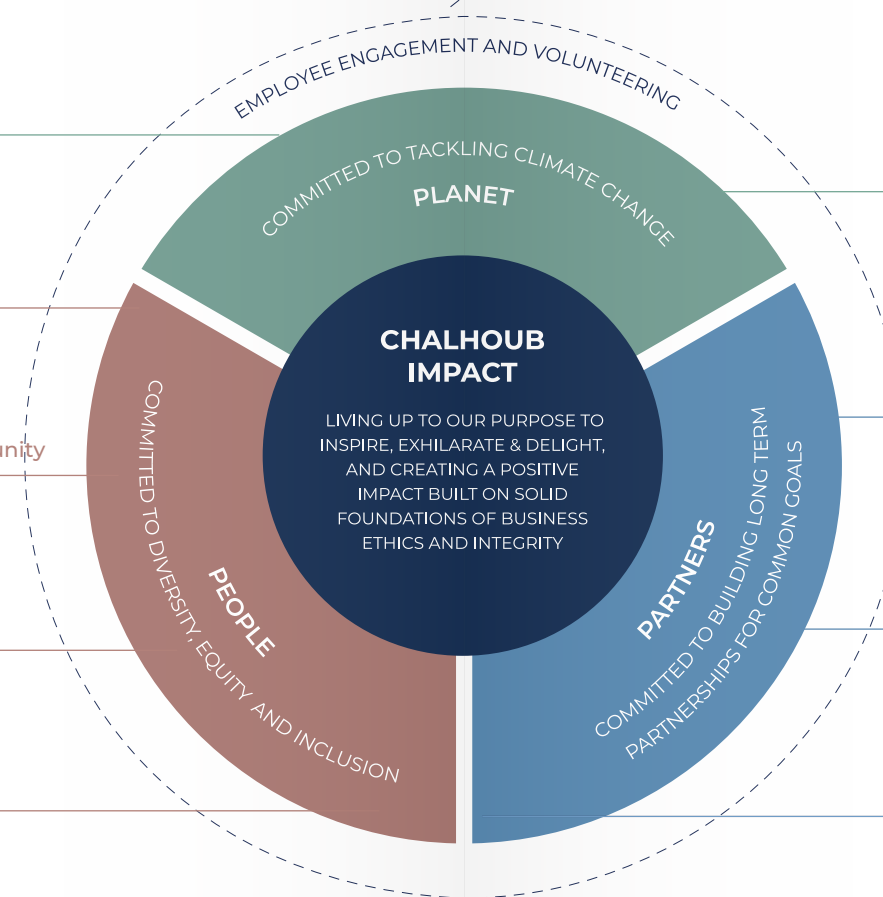 EMPLOYEE ENGAGEMENT AND VOLUNTEERING
COMMITTED TO TACKLING CLIMATE CHANGE
PLANET
CHALHOUB
IMPACT
LIVING UP TO OUR PURPOSE TO
INSPIRE, EXHILARATE & DELIGHT,
AND CREATING A POSITIVE
IMPACT BUILT ON SOLID
FOUNDATIONS OF BUSINESS
ETHICS AND INTEGRITY
COMMITTED TO DIVERSITY, EQUITY AND INCLUSION
PEOPLE
PARTNERS
COMMITTED TO BUILDING LONG TERM
PARTNERSHIPS FOR COMMON GOALS